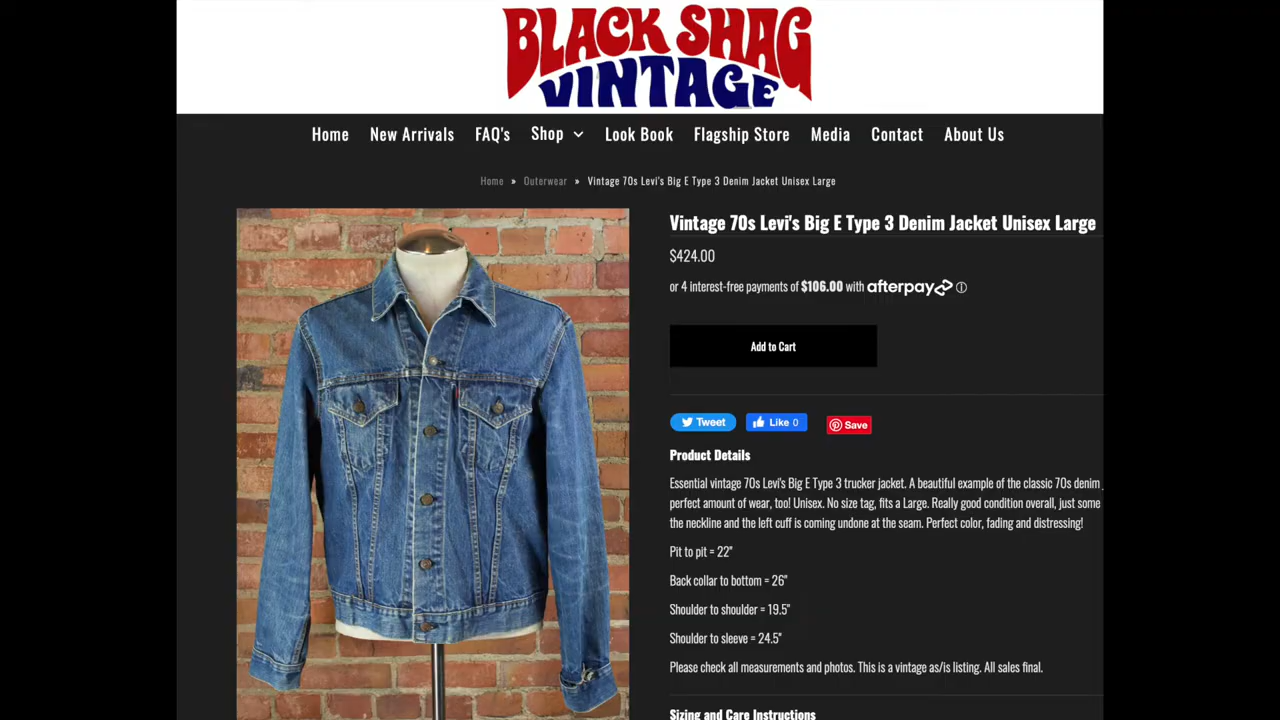 BLACK SHAG
VINTAGE
Home New Arrivals FAQ's Shop Look Book Flagship Store Media Contact About Us
Home » Outerwear » Vintage 70s Levi's Big E Type 3 Denim Jacket Unisex Large
Vintage 70s Levi's Big E Type 3 Denim Jacket Unisex Large
$424.00
or 4 interest-free payments of $106.00 with afterpay
Add to Cart
Tweet Like 0 Save
Product Details
Essential vintage 70s Levi's Big E Type 3 trucker jacket. A beautiful example of the classic 70s denim
perfect amount of wear, too! Unisex. No size tag, fits a Large. Really good condition overall, just some
the neckline and the left cuff is coming undone at the seam. Perfect color, fading and distressing!
Pit to pit = 22"
Back collar to bottom = 26"
Shoulder to shoulder = 19.5"
Shoulder to sleeve = 24.5"
Please check all measurements and photos. This is a vintage as/is listing. All sales final.
Sizing and Care Instructions